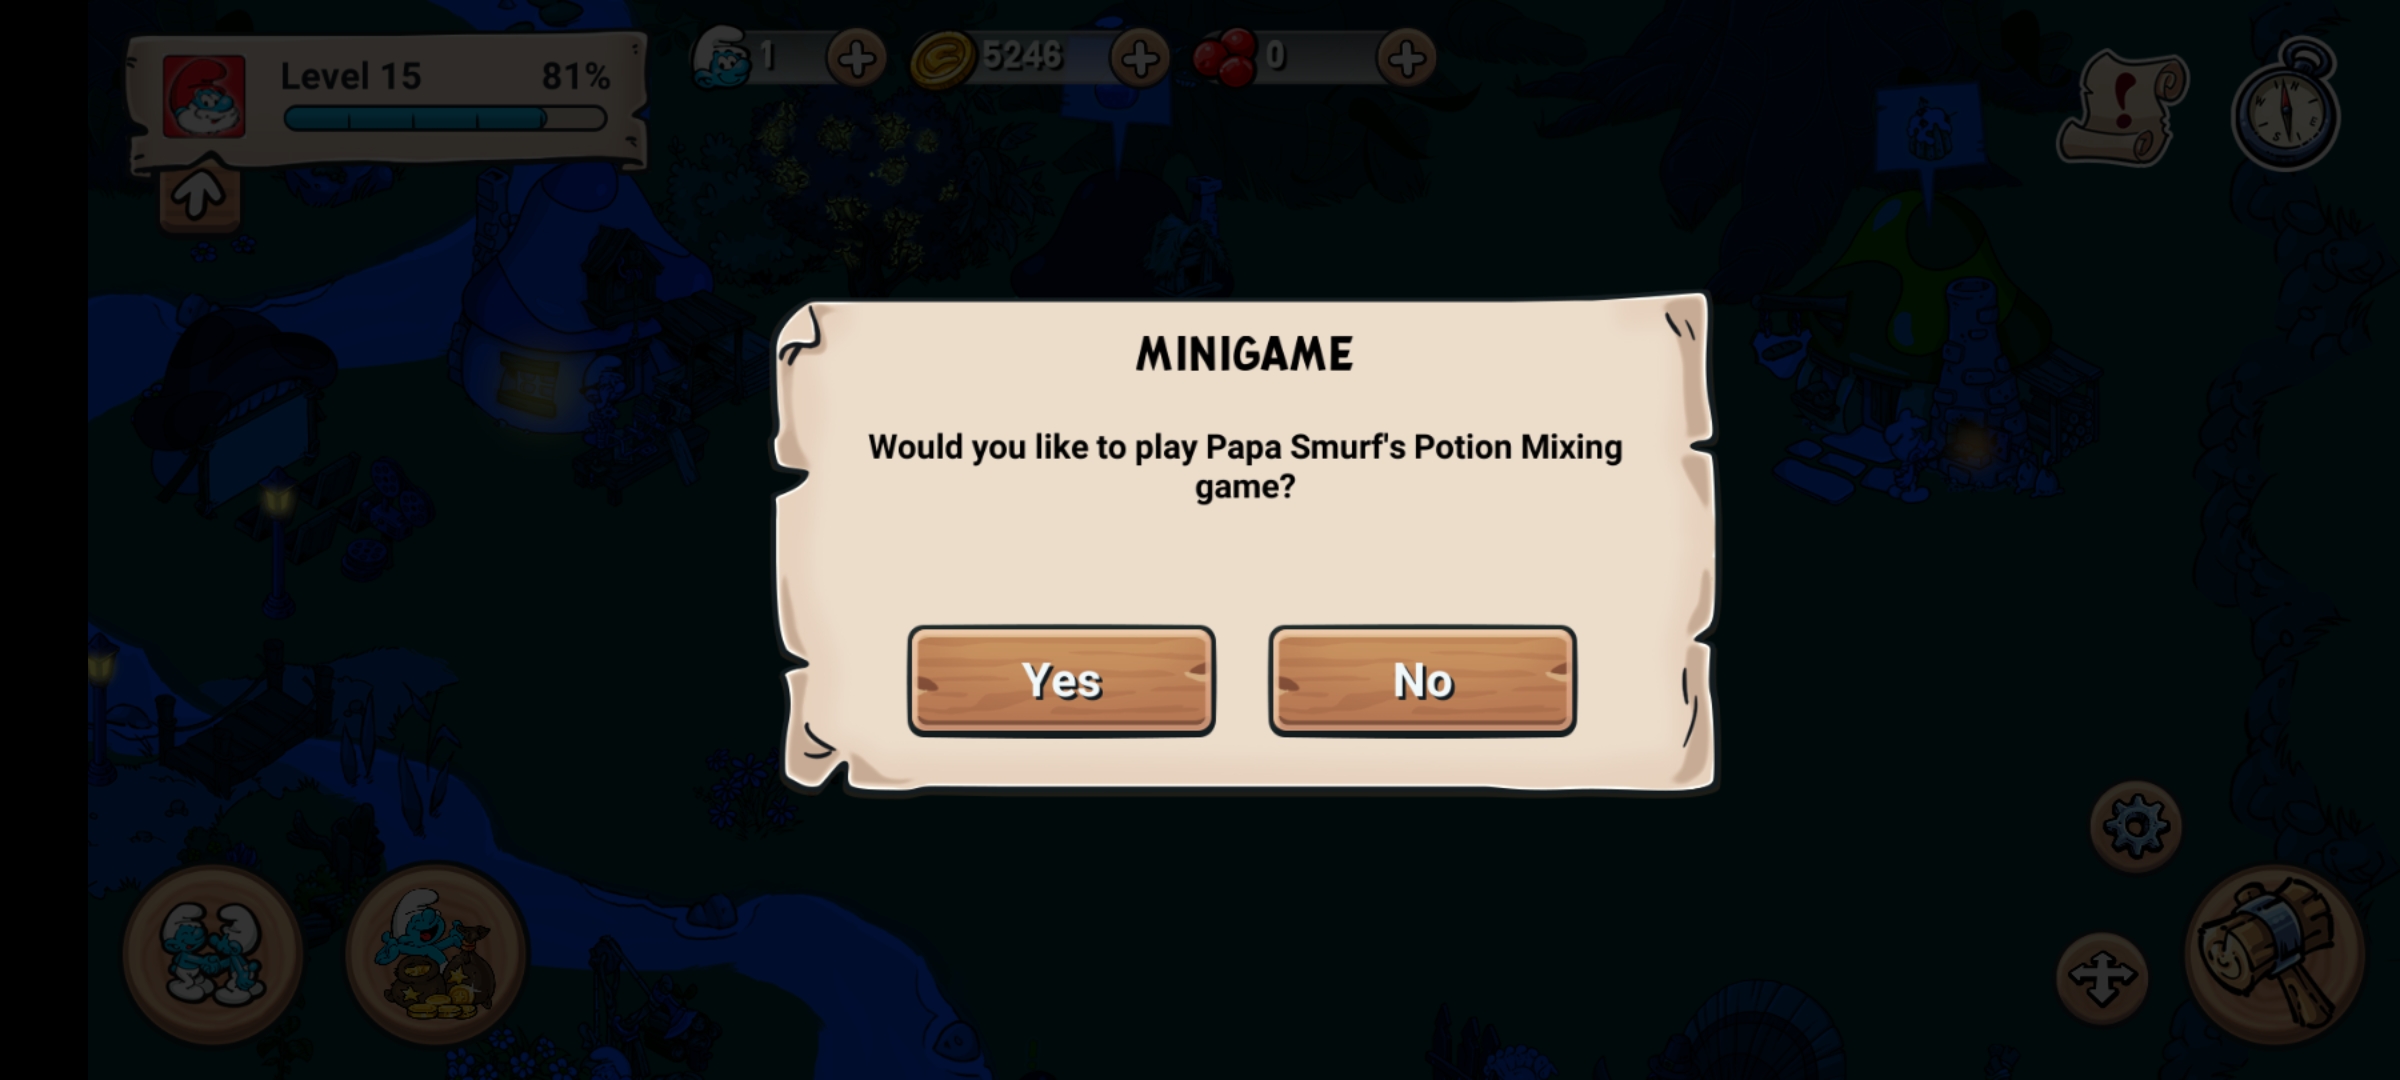 Level 15 81%
1
5246
0
MINIGAME
Would you like to play Papa Smurf's Potion Mixing
game?
Yes No